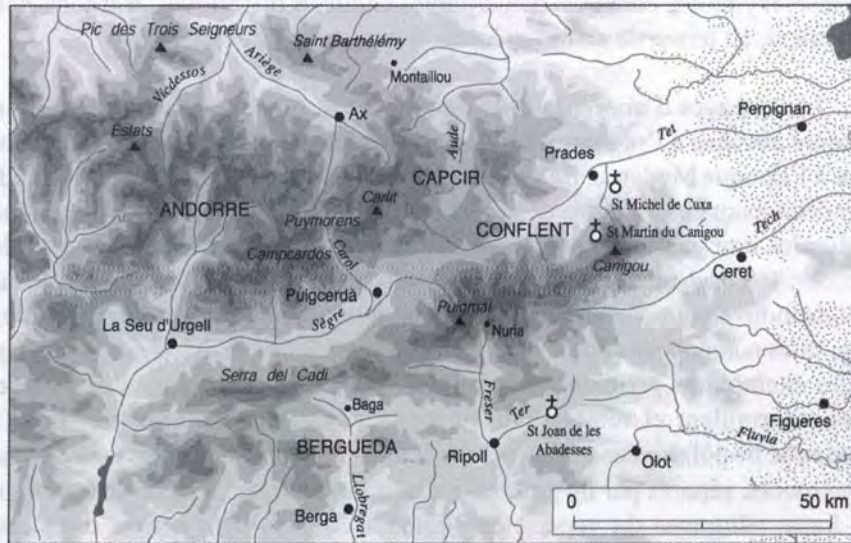 Pic des Trois Seigneurs
Saint Barthélémy
Ariège
Montaillou
Vicdessos
Ax
Perpignan
Estats
Aude
Tet
Prades
CAPCIR
Carlit
St Michel de Cuxa
ANDORRE
Puymorens
CONFLENT
St Martin du Canigou
Tech
Campcardos
Carol
Canigou
Ceret
Puigcerdà
Puigmal
Sègre
La Seu d'Urgell
Nuria
Serra del Cadi
Freser
Baga
Ter
Figueres
St Joan de les
Abadesses
BERGUEDA
Ripoll
Fluvia
Olot
Llobregat
Berga
0 50 km